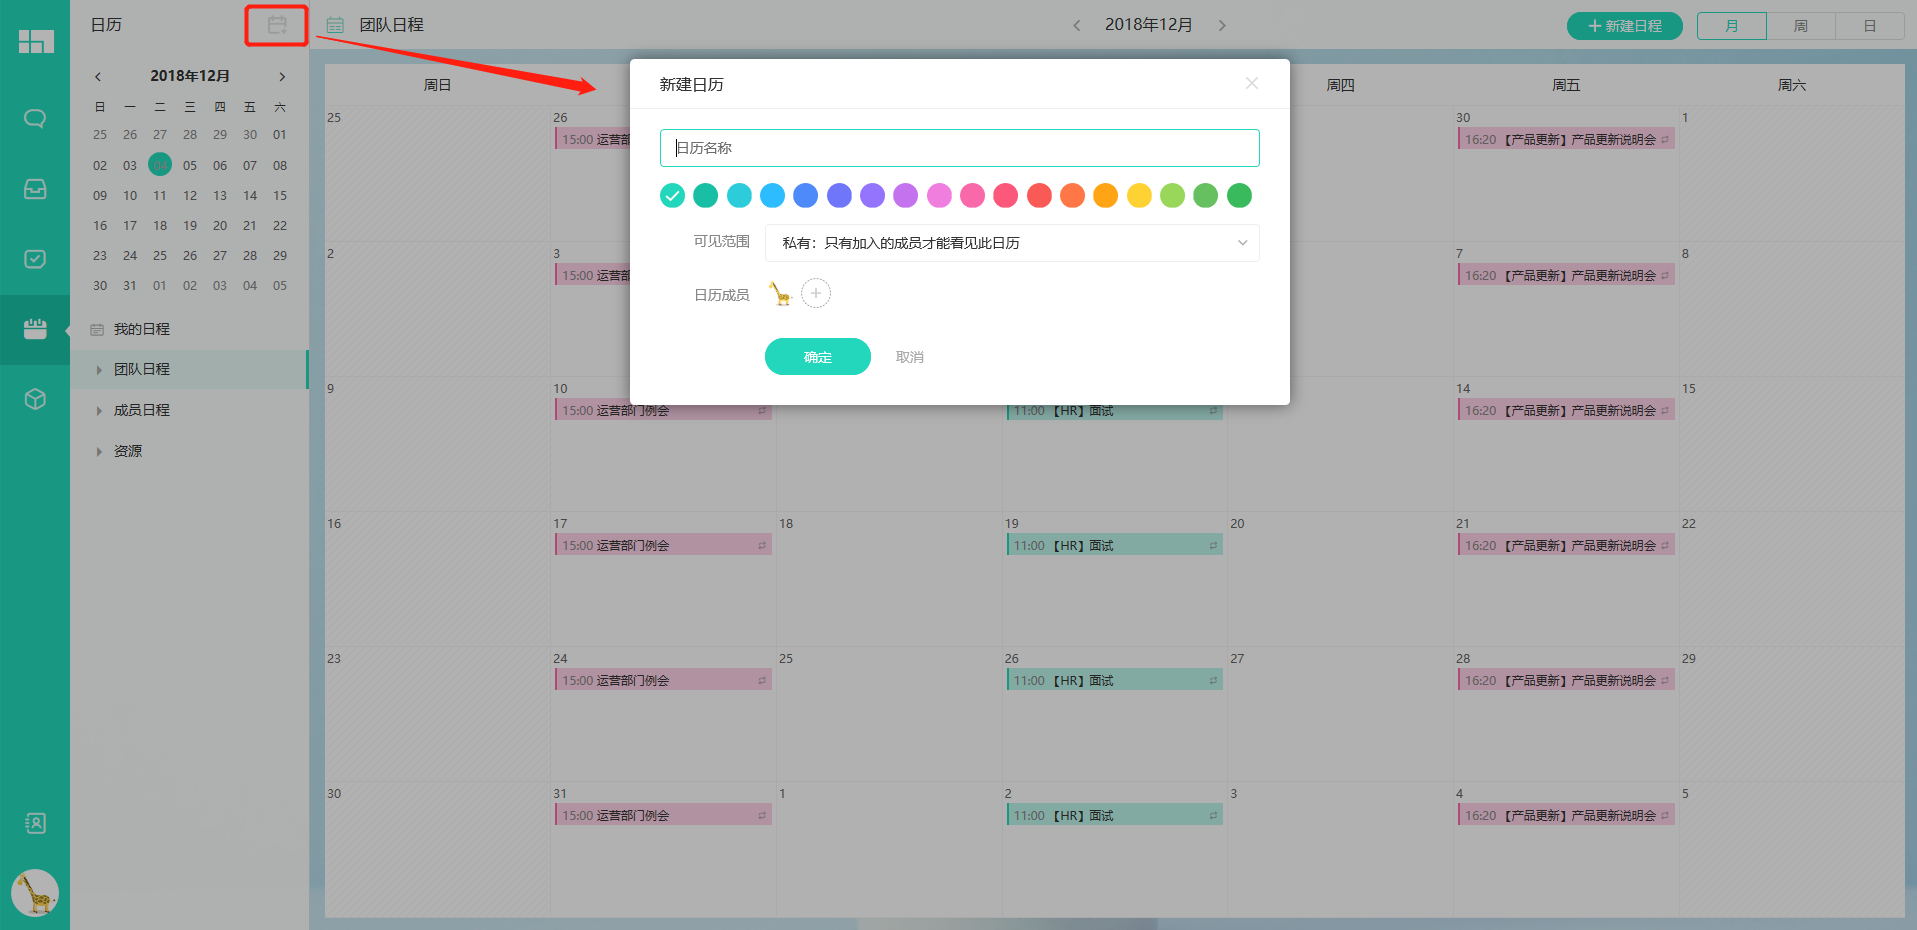 日历
2018年12月
日 一 二 三 四 五 六
25 26 27 28 29 30 01
02 03 04 05 06 07 08
09 10 11 12 13 14 15
16 17 18 19 20 21 22
23 24 25 26 27 28 29
30 31 01 02 03 04 05
我的日程
团队日程
成员日程
资源
团队日程
2018年12月
新建日程
月 周 日
周日 周四 周五 周六
25 26 30 1
15:00 运营部
16:20 【产品更新】产品更新说明会
2 3 7 8
15:00 运营部
16:20 【产品更新】产品更新说明会
9 10 14 15
15:00 运营部门例会
11:00 【HR】面试
16:20 【产品更新】产品更新说明会
16 17 18 19 20 21 22
15:00 运营部门例会
11:00 【HR】面试
16:20 【产品更新】产品更新说明会
23 24 25 26 27 28 29
15:00 运营部门例会
11:00 【HR】面试
16:20 【产品更新】产品更新说明会
30 31 1 2 3 4 5
15:00 运营部门例会
11:00 【HR】面试
16:20 【产品更新】产品更新说明会
新建日历
日历名称
可见范围
私有：只有加入的成员才能看见此日历
日历成员
确定 取消